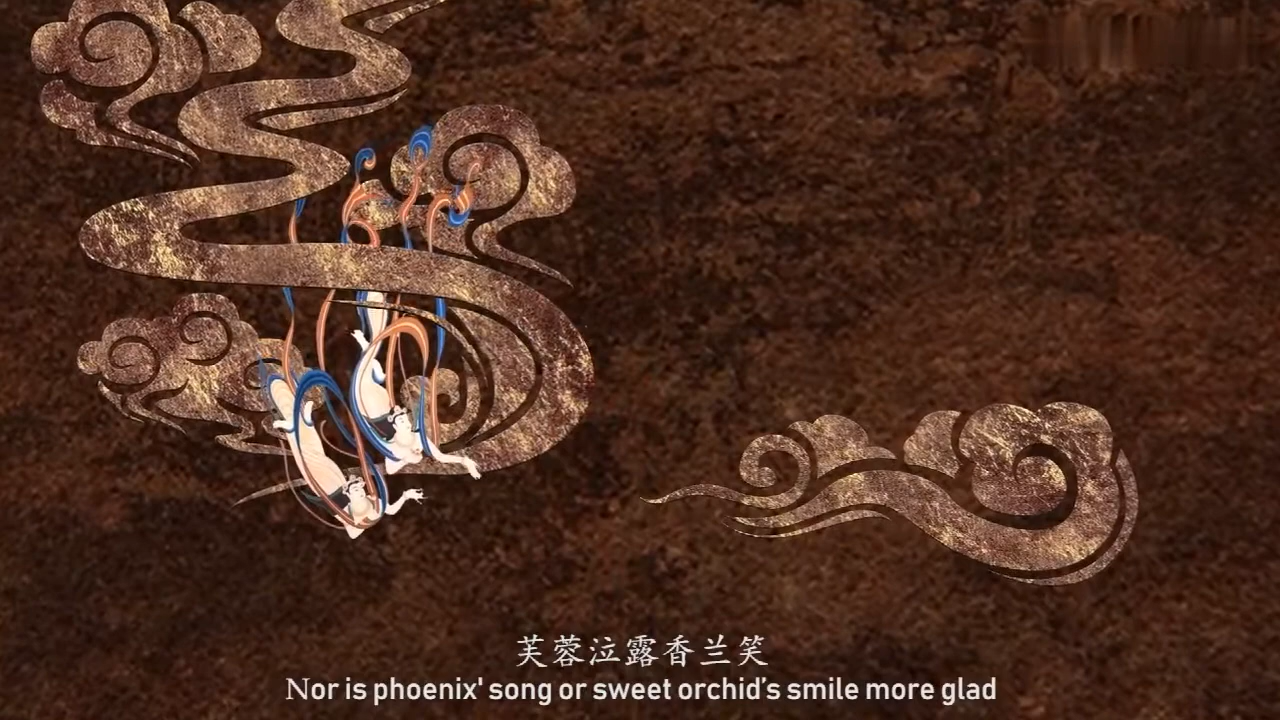 芙蓉泣露香兰笑
Nor is phoenix' song or sweet orchid's smile more glad